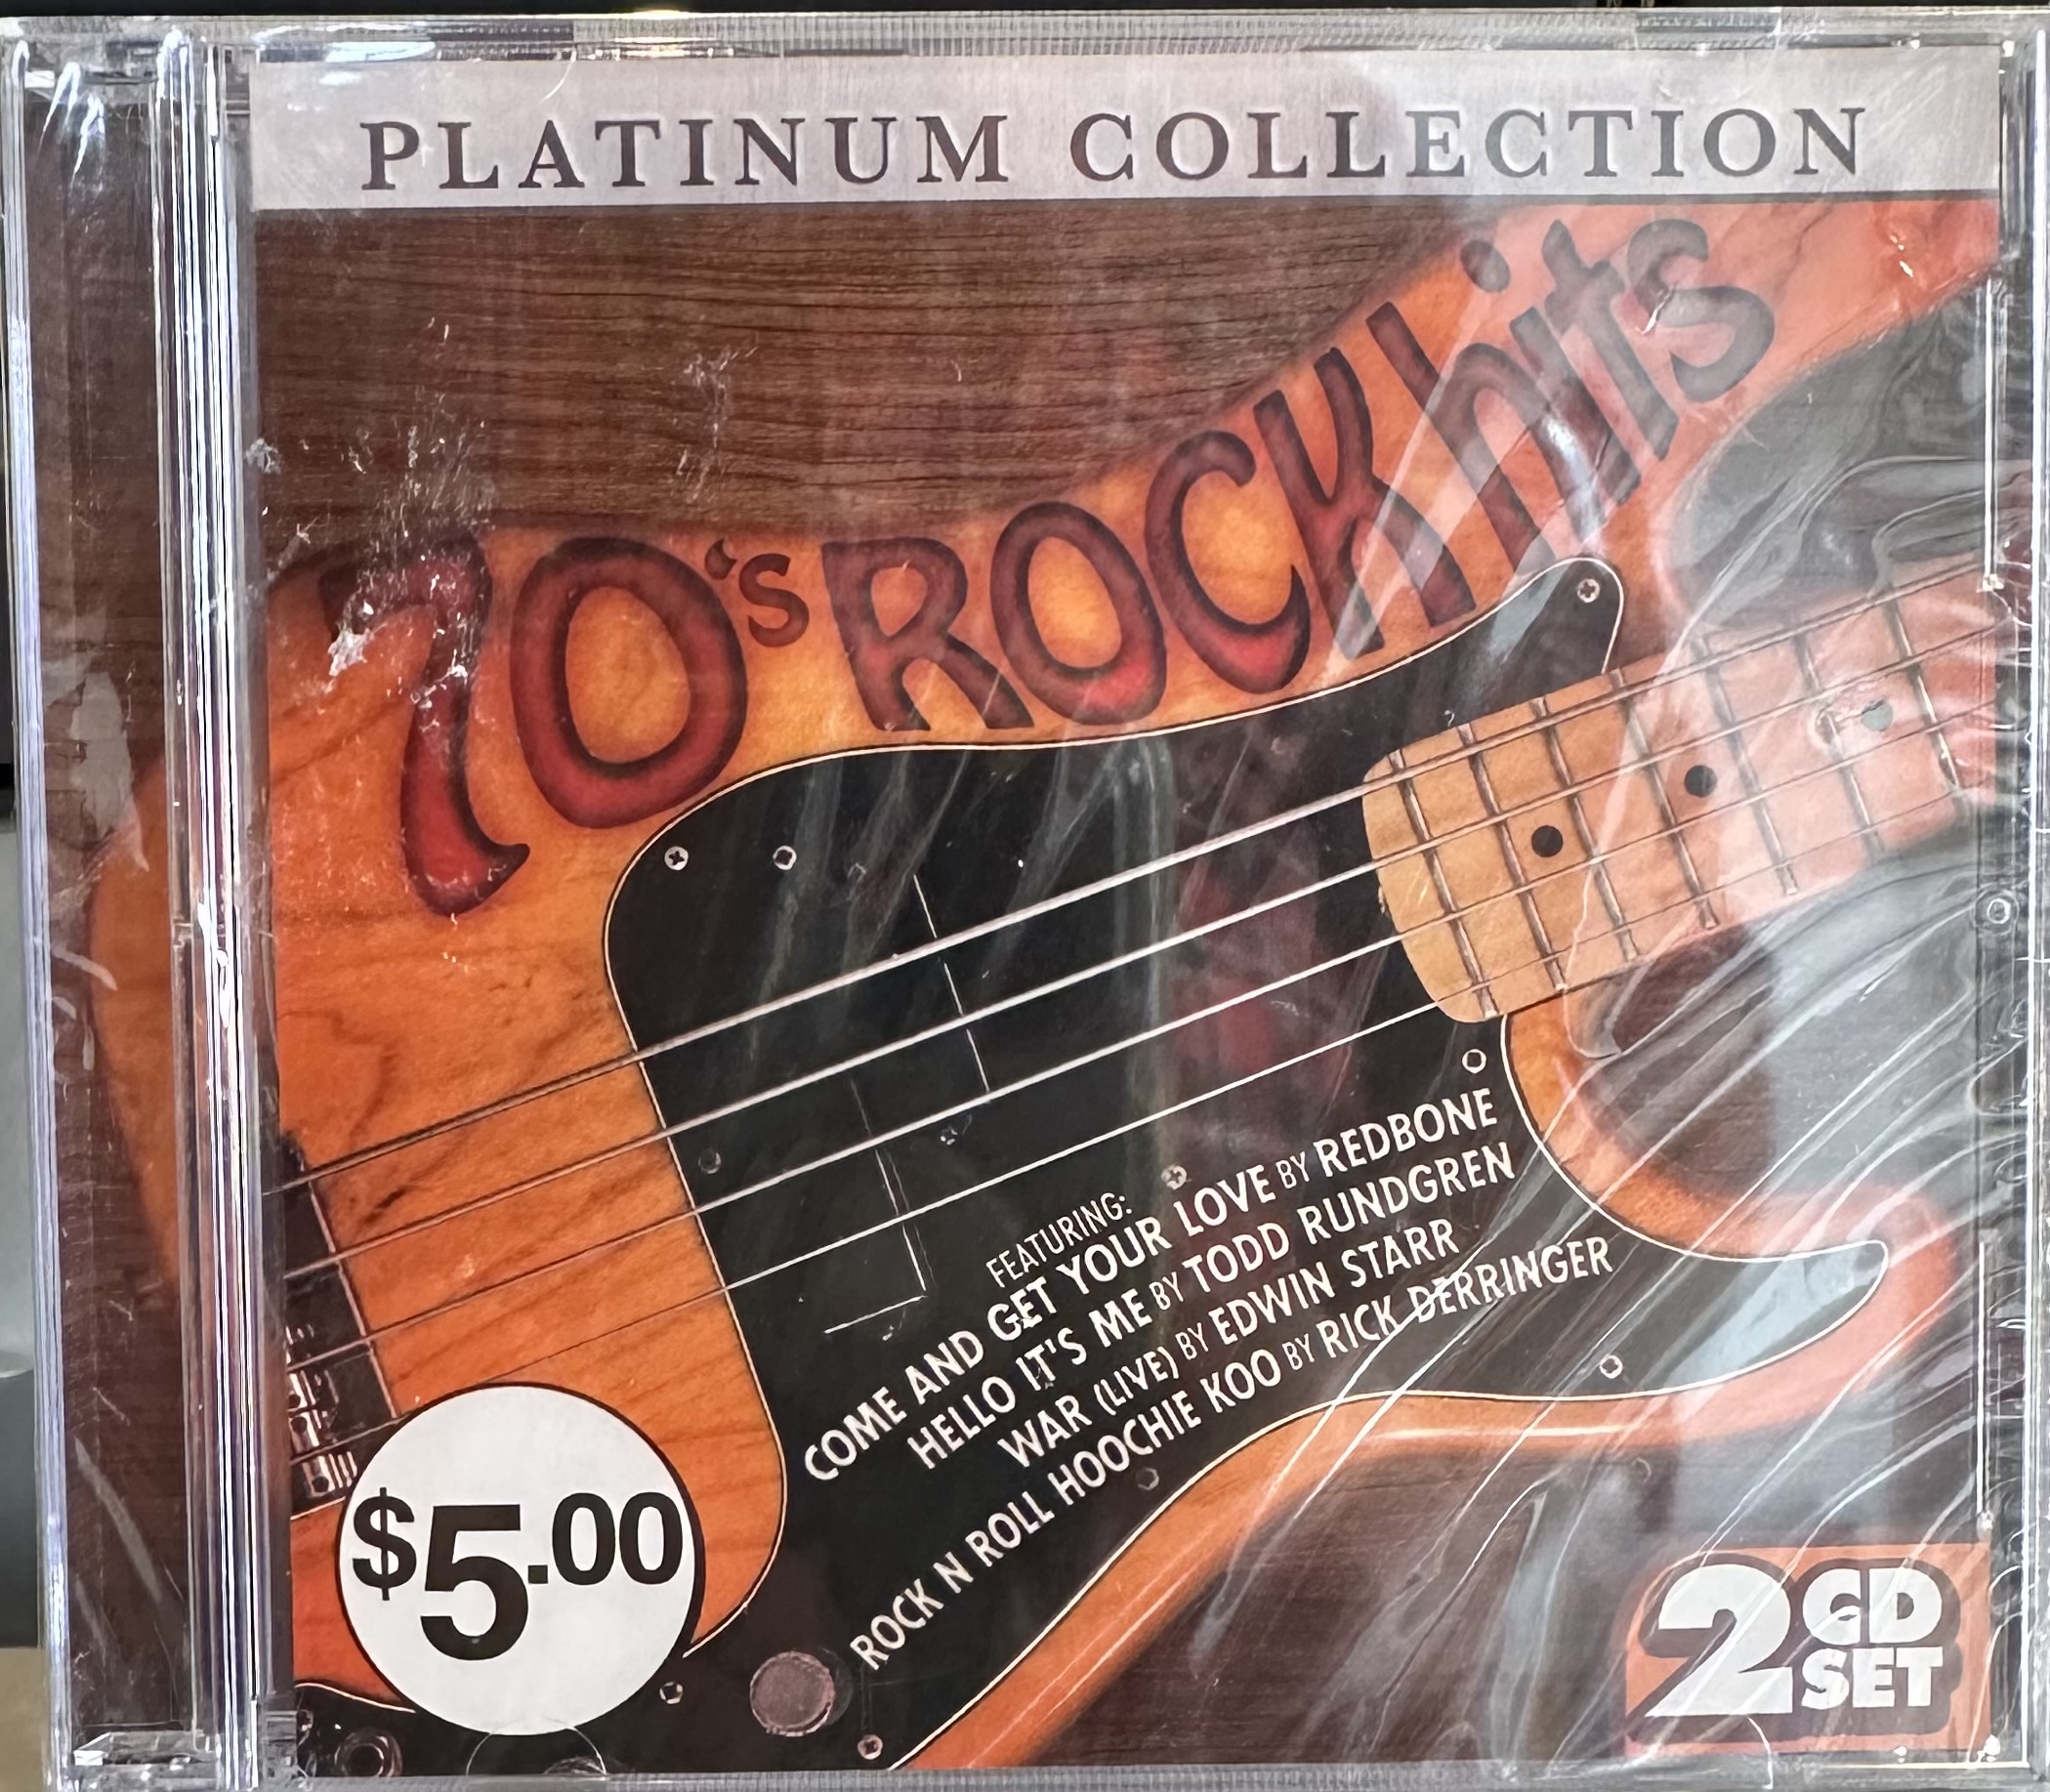 PLATINUM COLLECTION
70's ROCK hits
FEATURING:
COME AND GET YOUR LOVE BY REDBONE
HELLO IT'S ME BY TODD RUNDGREN
WAR (LIVE) BY EDWIN STARR
ROCK N ROLL HOOCHIE KOO BY RICK DERRINGER
$5.00
2 CD
SET